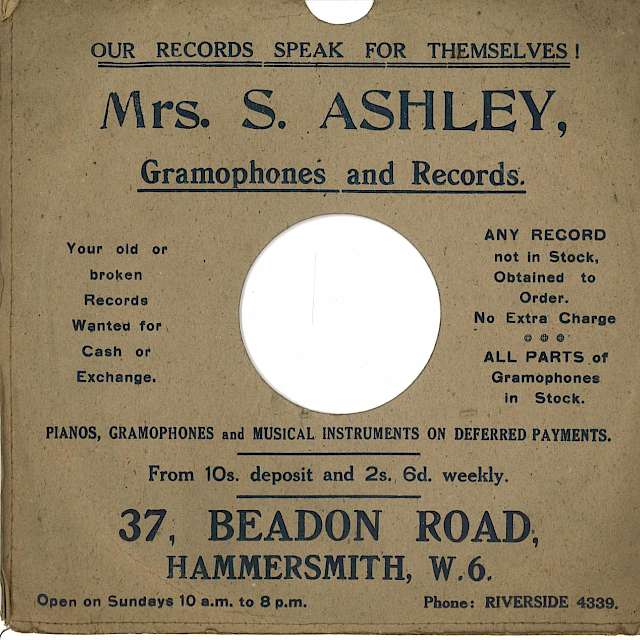 OUR RECORDS SPEAK FOR THEMSELVES!
Mrs. S. ASHLEY,
Gramophones and Records.
Your old or
broken
Records
Wanted for
Cash or
Exchange.
ANY RECORD
not in Stock,
Obtained to
Order.
No Extra Charge
ALL PARTS of
Gramophones
in Stock.
PIANOS, GRAMOPHONES and MUSICAL INSTRUMENTS ON DEFERRED PAYMENTS.
From 10s. deposit and 2s. 6d. weekly.
37, BEADON ROAD,
HAMMERSMITH, W.6.
Open on Sundays 10 a.m. to 8 p.m.
Phone: RIVERSIDE 4339.